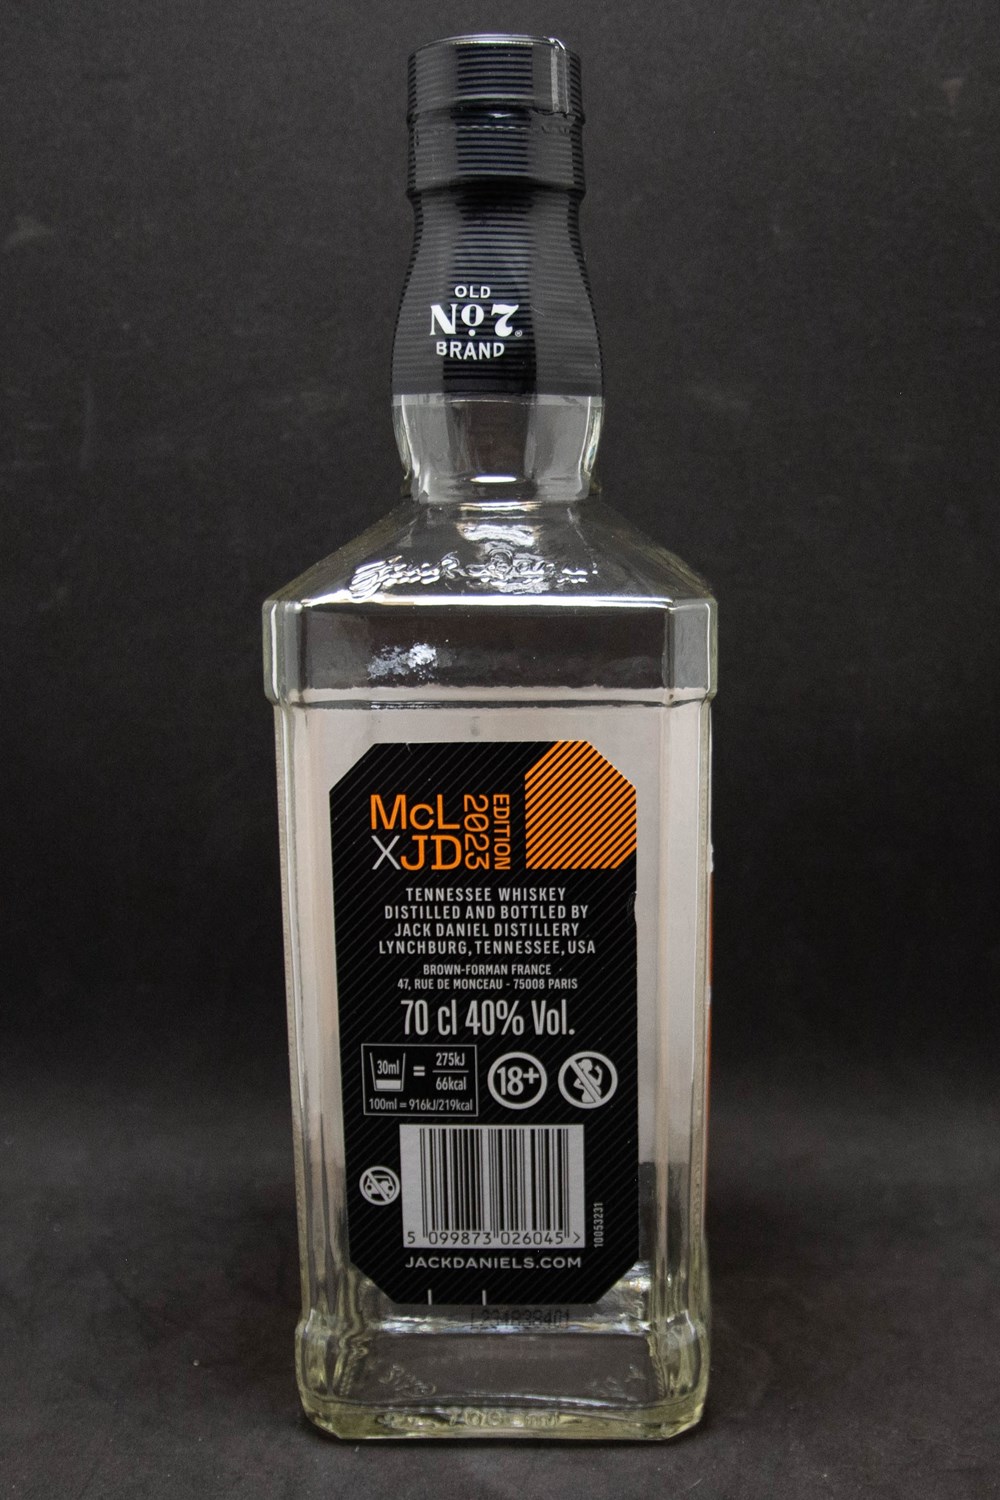 OLD
Nº7®
BRAND
McL
XJD
EDITION
2023
TENNESSEE WHISKEY
DISTILLED AND BOTTLED BY
JACK DANIEL DISTILLERY
LYNCHBURG, TENNESSEE, USA
BROWN-FORMAN FRANCE
47, RUE DE MONCEAU - 75008 PARIS
70 cl 40% Vol.
30ml = 275kJ
66kcal
100ml = 916kJ/219kcal
18+
5 099873 026045 >
10053231
JACKDANIELS.COM